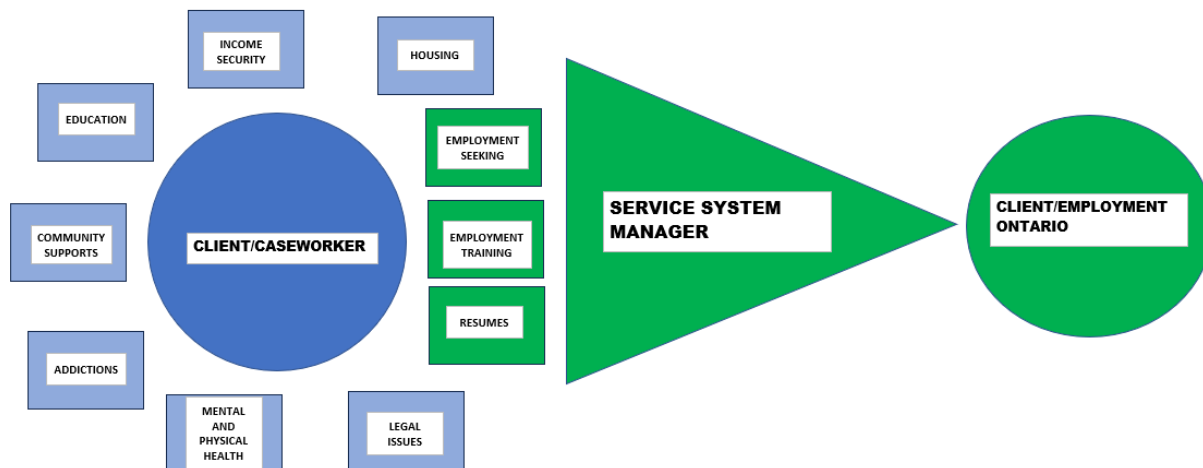 INCOME
SECURITY
HOUSING
EDUCATION
EMPLOYMENT
SEEKING
COMMUNITY
SUPPORTS
CLIENT/CASEWORKER
EMPLOYMENT
TRAINING
RESUMES
ADDICTIONS
MENTAL
AND
PHYSICAL
HEALTH
LEGAL
ISSUES
SERVICE SYSTEM
MANAGER
CLIENT/EMPLOYMENT
ONTARIO